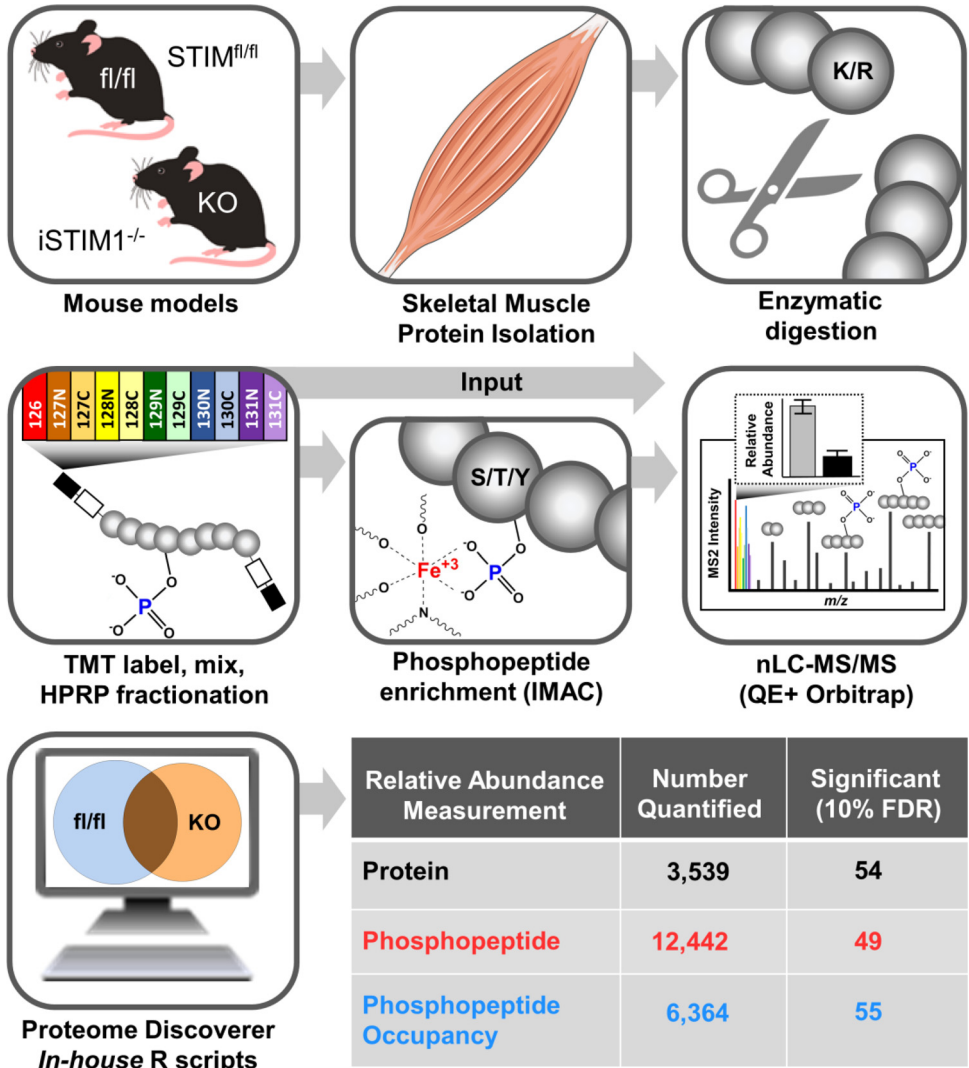 STIMfl/fl
fl/fl
KO
iSTIM1-/-
Mouse models
Skeletal Muscle
Protein Isolation
K/R
Enzymatic
digestion
126
127N
127C
128N
128C
129N
129C
130N
130C
131N
131C
Input
P
-O
O-
O
O
TMT label, mix,
HPRP fractionation
S/T/Y
O
O
O
N
Fe+3
O
-O
-O
P
O
Phosphopeptide
enrichment (IMAC)
Relative
Abundance
MS2 Intensity
m/z
O
P
O-
O-
O
O
P
O-
O-
O
nLC-MS/MS
(QE+ Orbitrap)
fl/fl
KO
Proteome Discoverer
In-house R scripts
Relative Abundance
Measurement
Number
Quantified
Significant
(10% FDR)
Protein
3,539
54
Phosphopeptide
12,442
49
Phosphopeptide
Occupancy
6,364
55